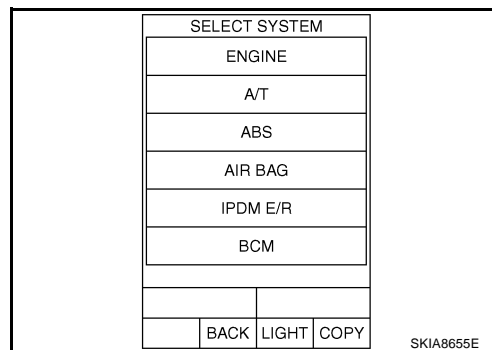 SELECT SYSTEM
ENGINE
A/T
ABS
AIR BAG
IPDM E/R
BCM
BACK LIGHT COPY
SKIA8655E